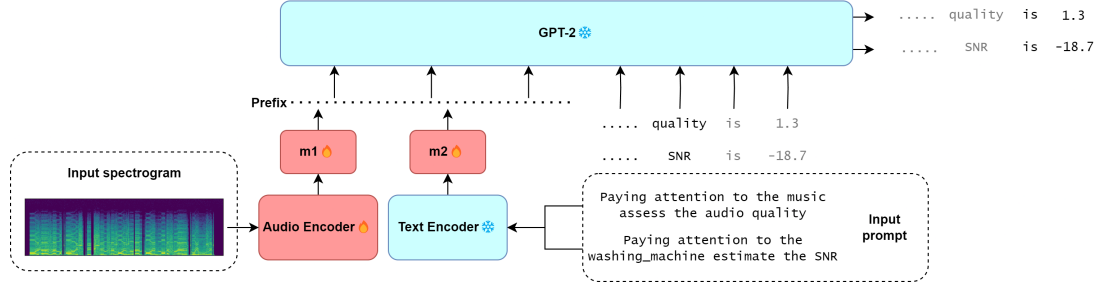 GPT-2
..... quality is 1.3
..... SNR is -18.7
Prefix
..... quality is 1.3
..... SNR is -18.7
m1
m2
Input spectrogram
Audio Encoder
Text Encoder
Paying attention to the music
assess the audio quality
Paying attention to the
washing_machine estimate the SNR
Input
prompt